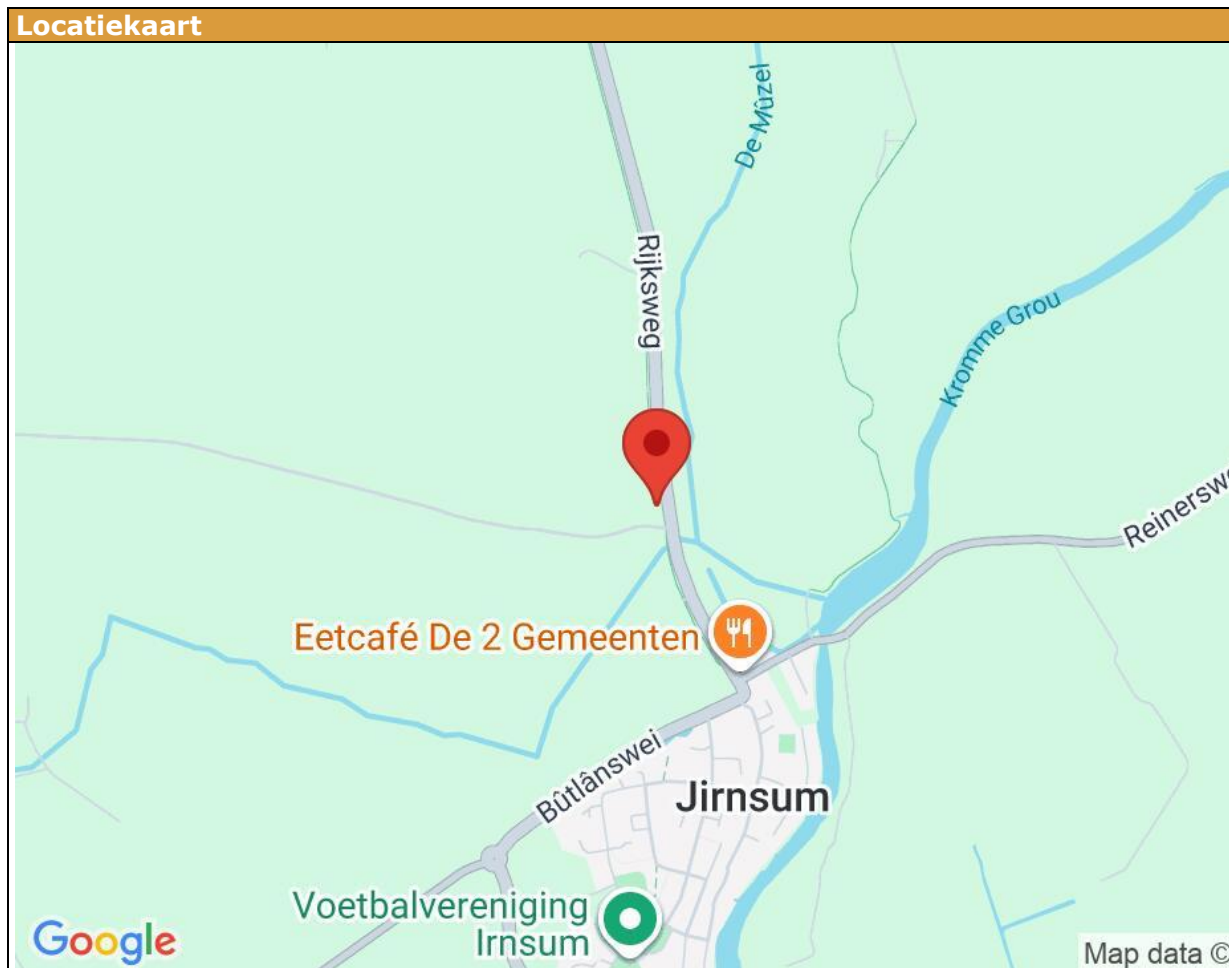 Locatiekaart
De Mûzel
Rijksweg
Kromme Grou
Reinersw
Eetcafé De 2 Gemeenten
Bûtlânswei
Jirnsum
Voetbalvereniging
Irnsum
Google
Map data ©